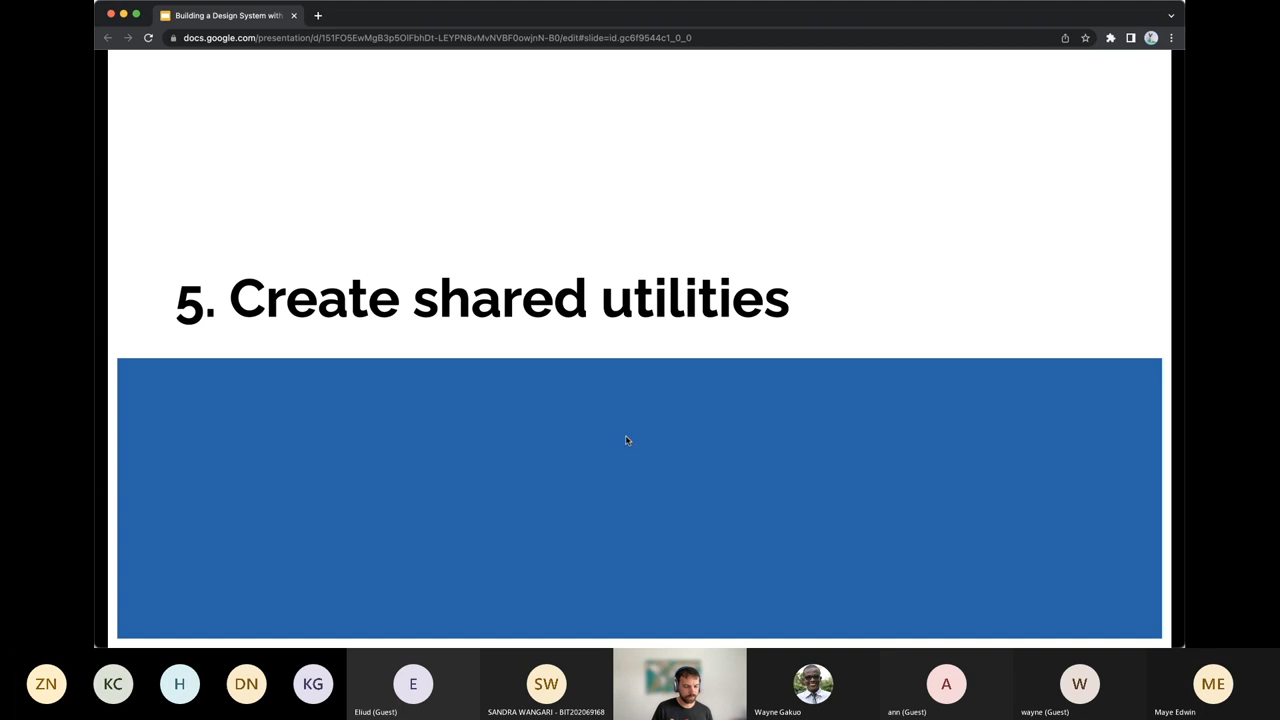 Building a Design System with
docs.google.com/presentation/d/151FO5EwMgB3p5OlFbhDt-LEYPN8vMvNVBF0owjnN-B0/edit#slide=id.gc6f9544c1_0_0
5. Create shared utilities
ZN
KC
H
DN
KG
E
SW
A
W
ME
Eliud (Guest)
SANDRA WANGARI - BIT202069168
Wayne Gakuo
ann (Guest)
wayne (Guest)
Maye Edwin